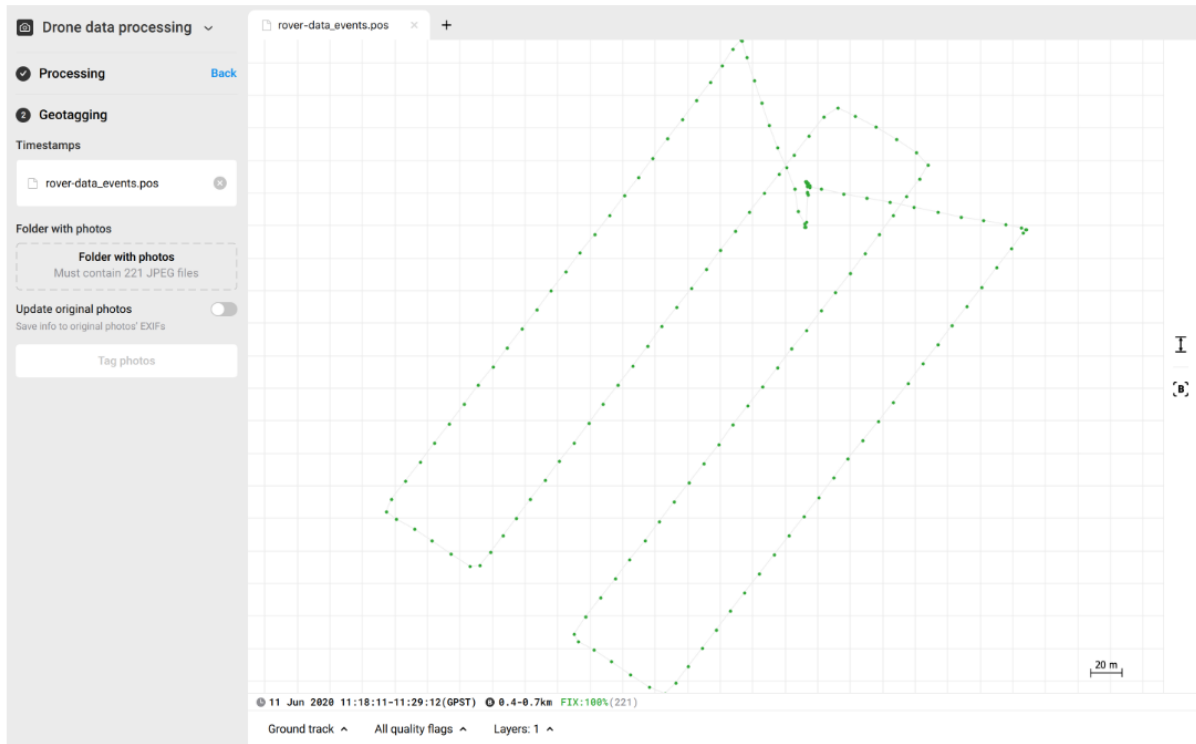 Drone data processing
Processing
Back
2 Geotagging
Timestamps
rover-data_events.pos
Folder with photos
Folder with photos
Must contain 221 JPEG files
Update original photos
Save info to original photos' EXIFs
Tag photos
rover-data_events.pos
20 m
B
11 Jun 2020 11:18:11-11:29:12(GPST) B 0.4-0.7km FIX:100%(221)
Ground track
All quality flags
Layers: 1